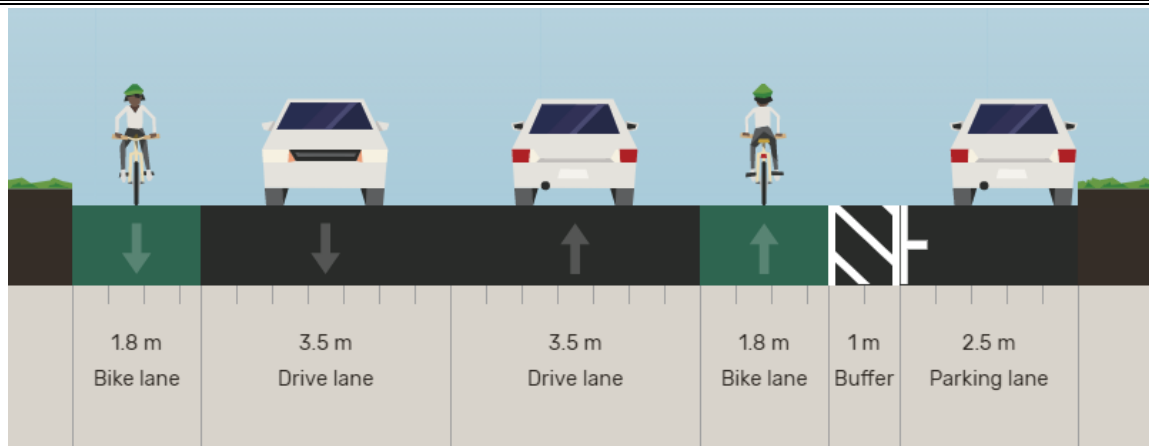 1.8 m
Bike lane
3.5 m
Drive lane
3.5 m
Drive lane
1.8 m
Bike lane
1 m
Buffer
2.5 m
Parking lane